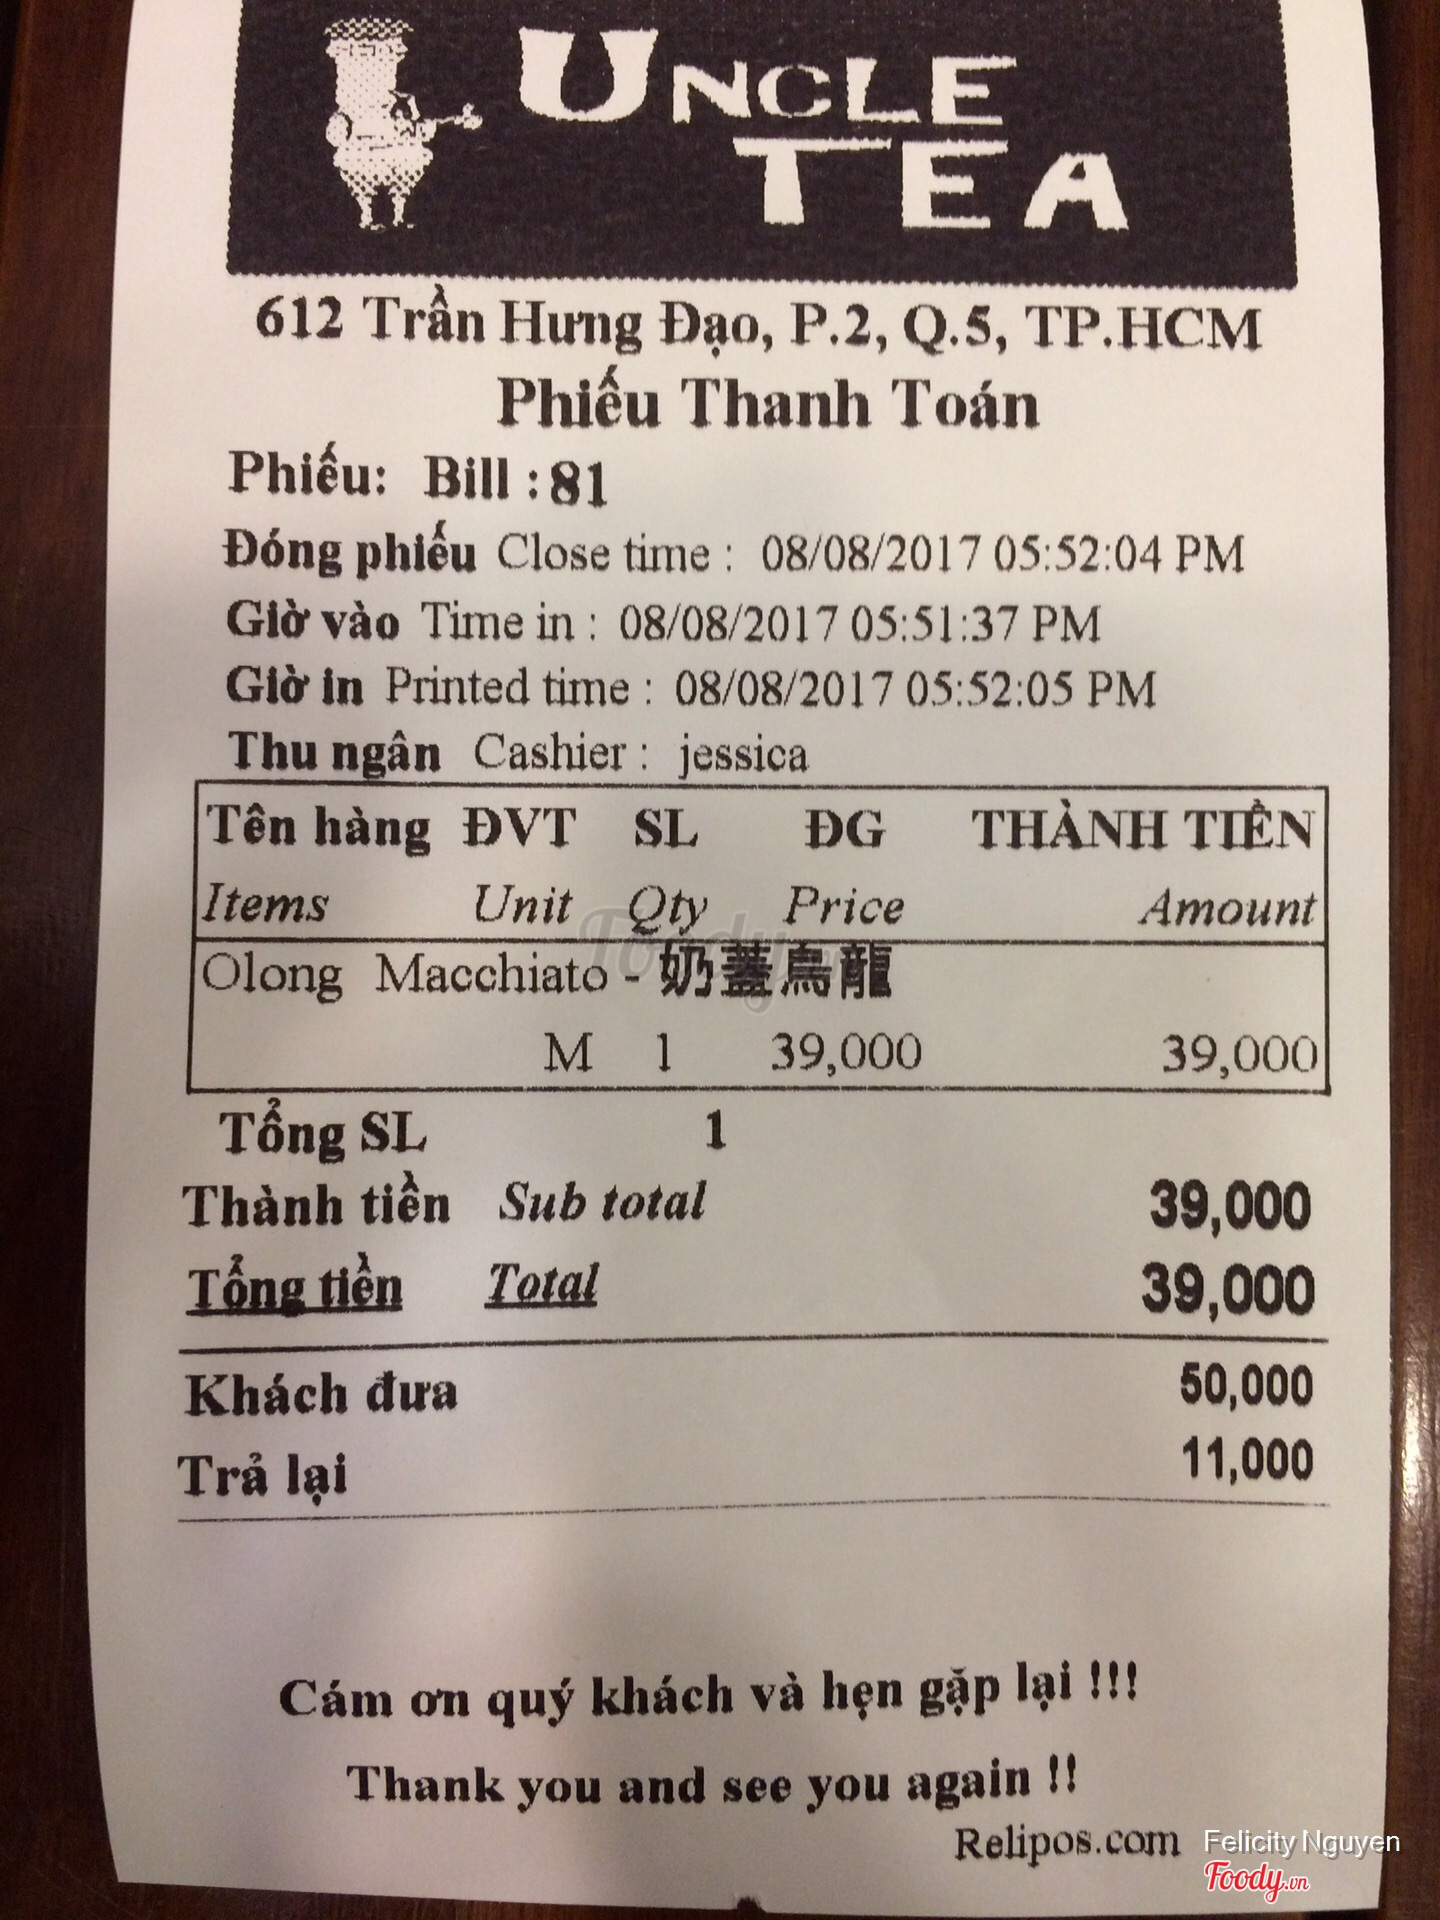 UNCLE
TEA
612 Trần Hưng Đạo, P.2, Q.5, TP.HCM
Phiếu Thanh Toán
Phiếu: Bill : 81
Đóng phiếu Close time : 08/08/2017 05:52:04 PM
Giờ vào Time in : 08/08/2017 05:51:37 PM
Giờ in Printed time : 08/08/2017 05:52:05 PM
Thu ngân Cashier : jessica
Tên hàng ĐVT SL ĐG THÀNH TIỀN
Items Unit Qty Price Amount
Olong Macchiato - 奶蓋烏龍
M 1 39,000 39,000
Tổng SL 1
Thành tiền Sub total 39,000
Tổng tiền Total 39,000
Khách đưa 50,000
Trả lại 11,000
Cám ơn quý khách và hẹn gặp lại !!!
Thank you and see you again !!
Relipos.com
Felicity Nguyen
Foody.vn